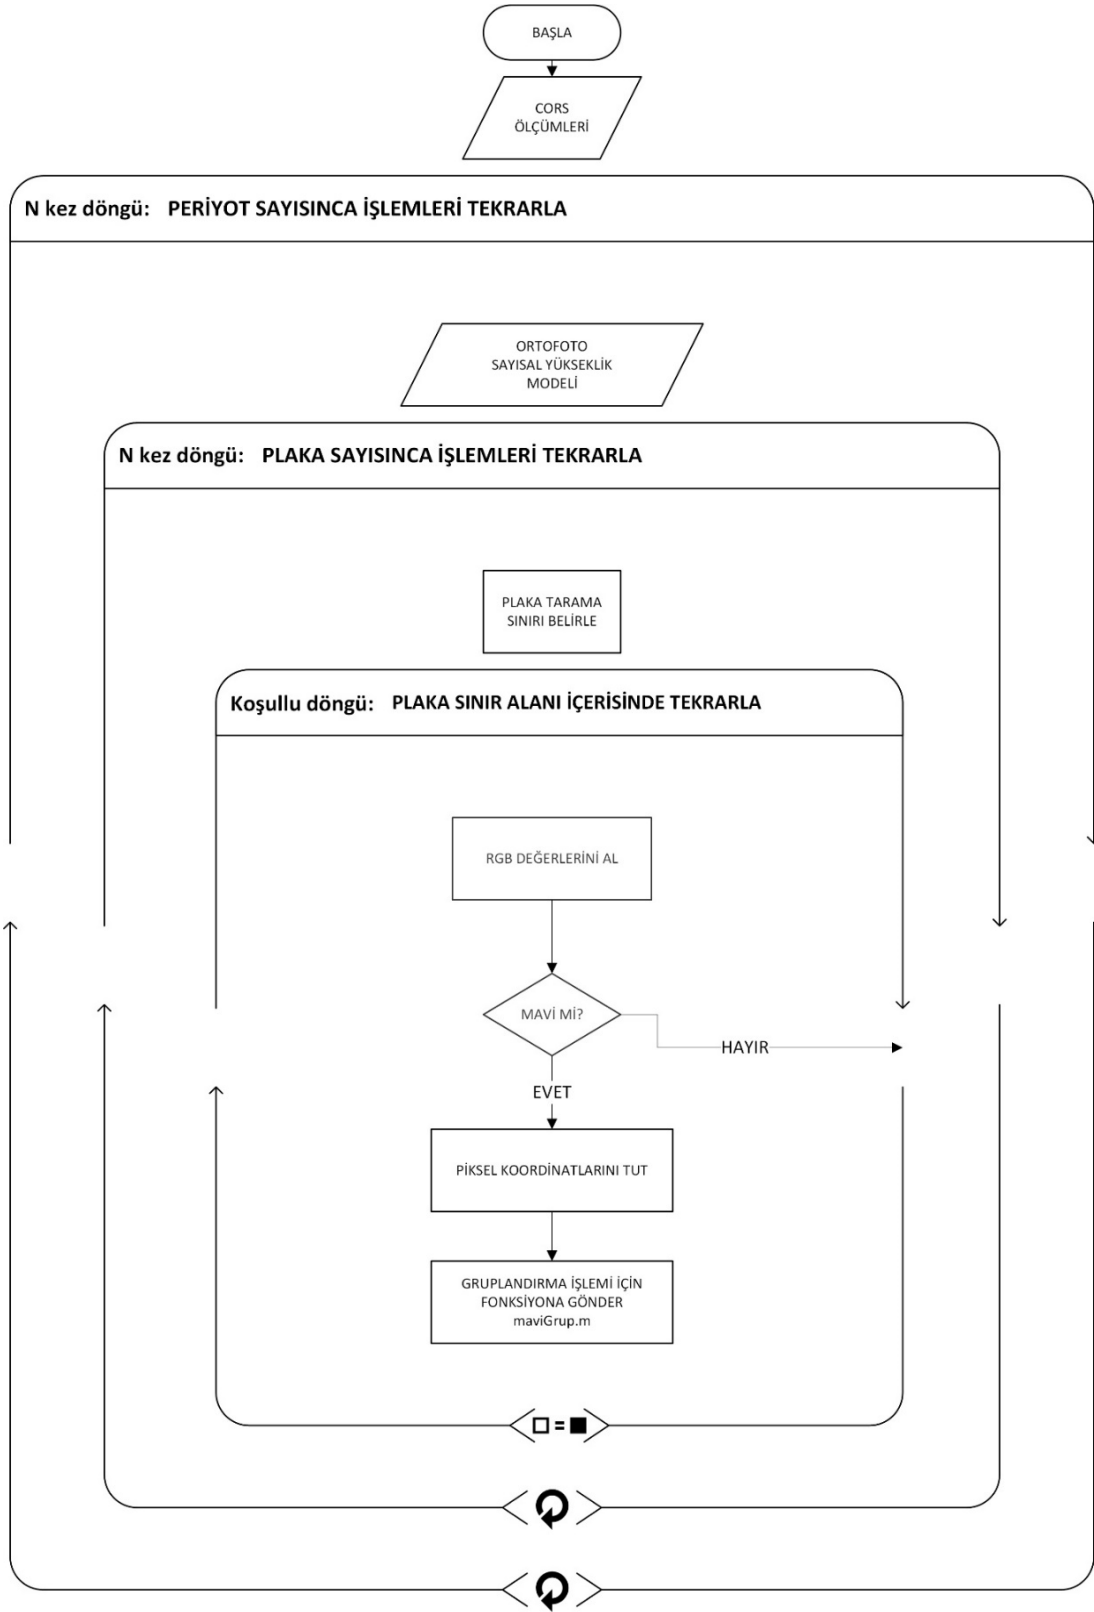 BAŞLA
CORS
ÖLÇÜMLERİ
N kez döngü: PERİYOT SAYISINCA İŞLEMLERİ TEKRARLA
ORTOFOTO
SAYISAL YÜKSEKLİK
MODELİ
N kez döngü: PLAKA SAYISINCA İŞLEMLERİ TEKRARLA
PLAKA TARAMA
SINIRI BELİRLE
Koşullu döngü: PLAKA SINIR ALANI İÇERİSİNDE TEKRARLA
RGB DEĞERLERİNİ AL
MAVİ Mİ?
HAYIR
EVET
PİKSEL KOORDİNATLARINI TUT
GRUPLANDIRMA İŞLEMİ İÇİN
FONKSİYONA GÖNDER
maviGrup.m